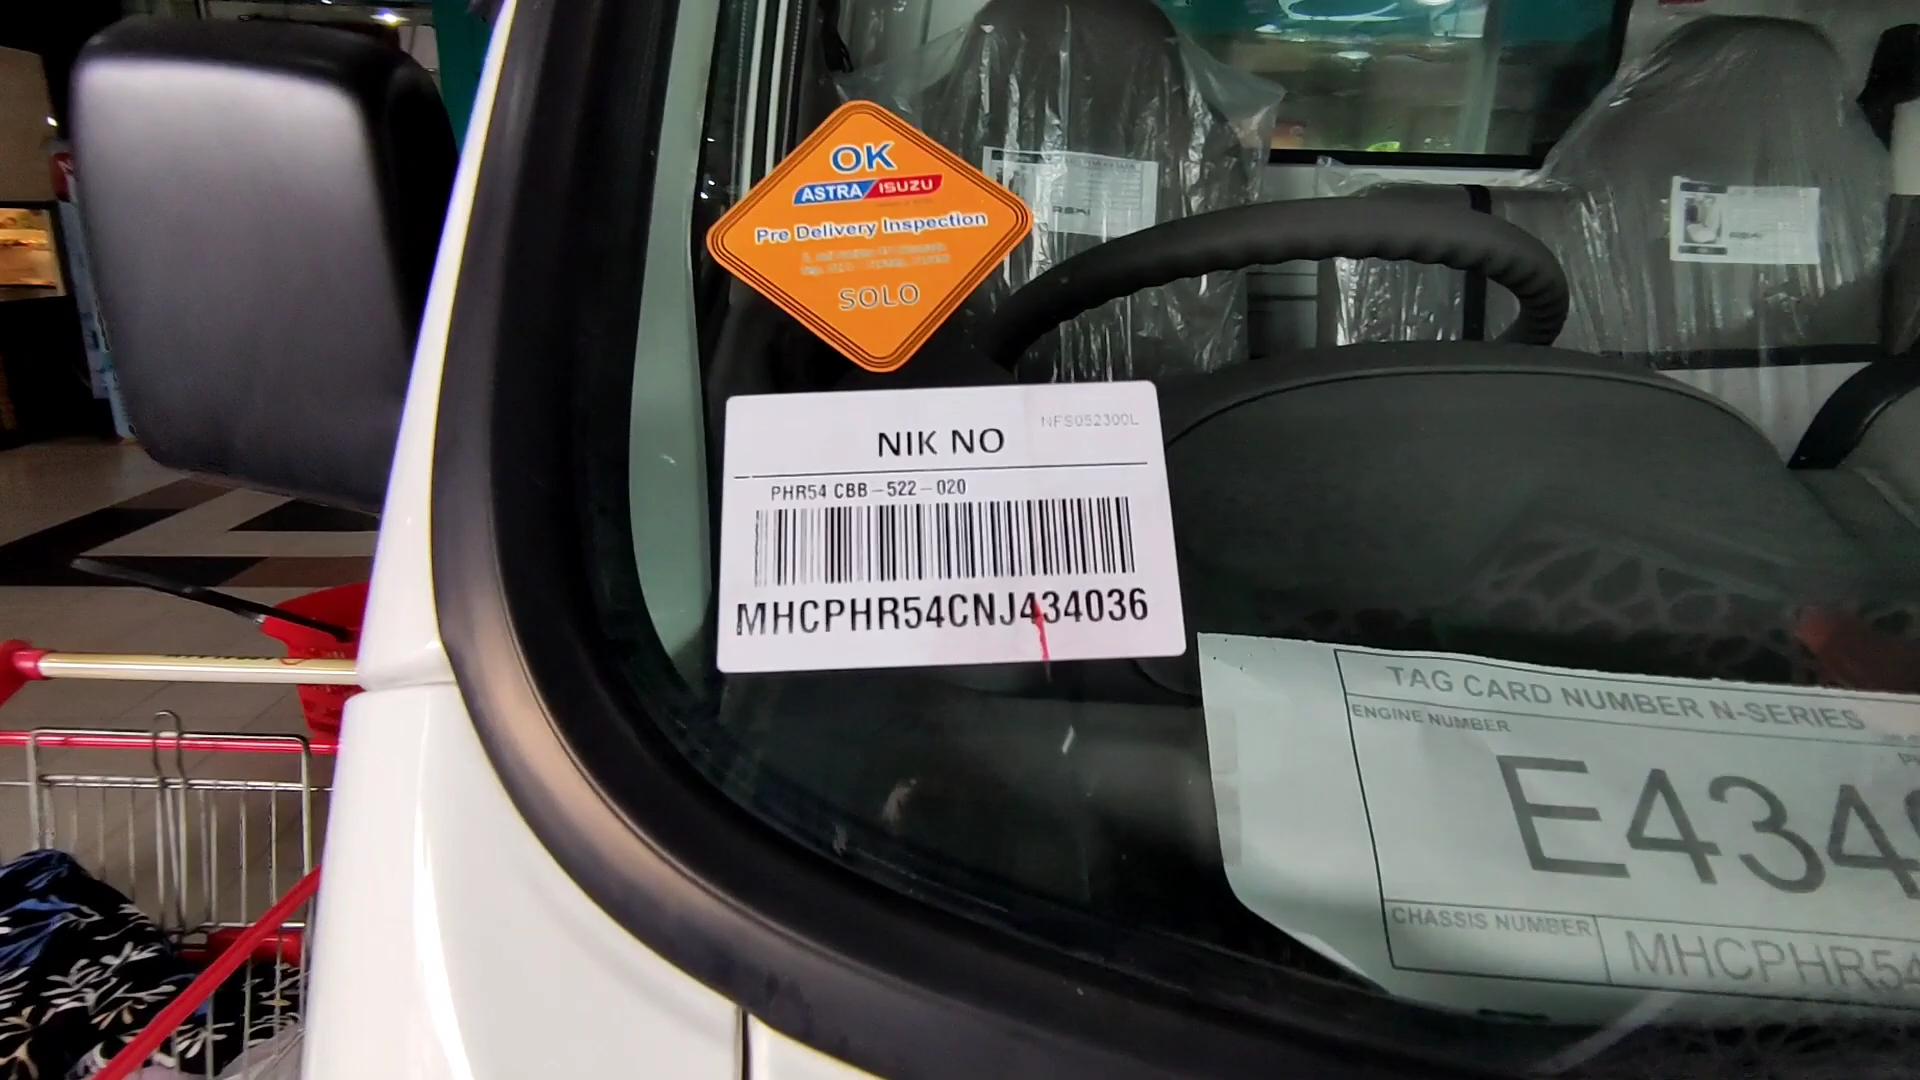 OK
ASTRA ISUZU
Pre Delivery Inspection
SOLO
NFS052300L
NIK NO
PHR54 CBB-522-020
MHCPHR54CNJ434036
TAG CARD NUMBER N-SERIES
ENGINE NUMBER
E434
CHASSIS NUMBER
MHCPHR54